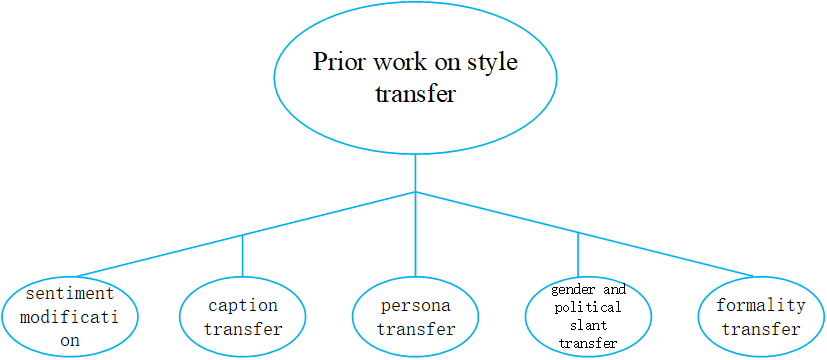 Prior work on style
transfer
sentiment
modificati
on
caption
transfer
persona
transfer
gender and
political
slant
transfer
formality
transfer